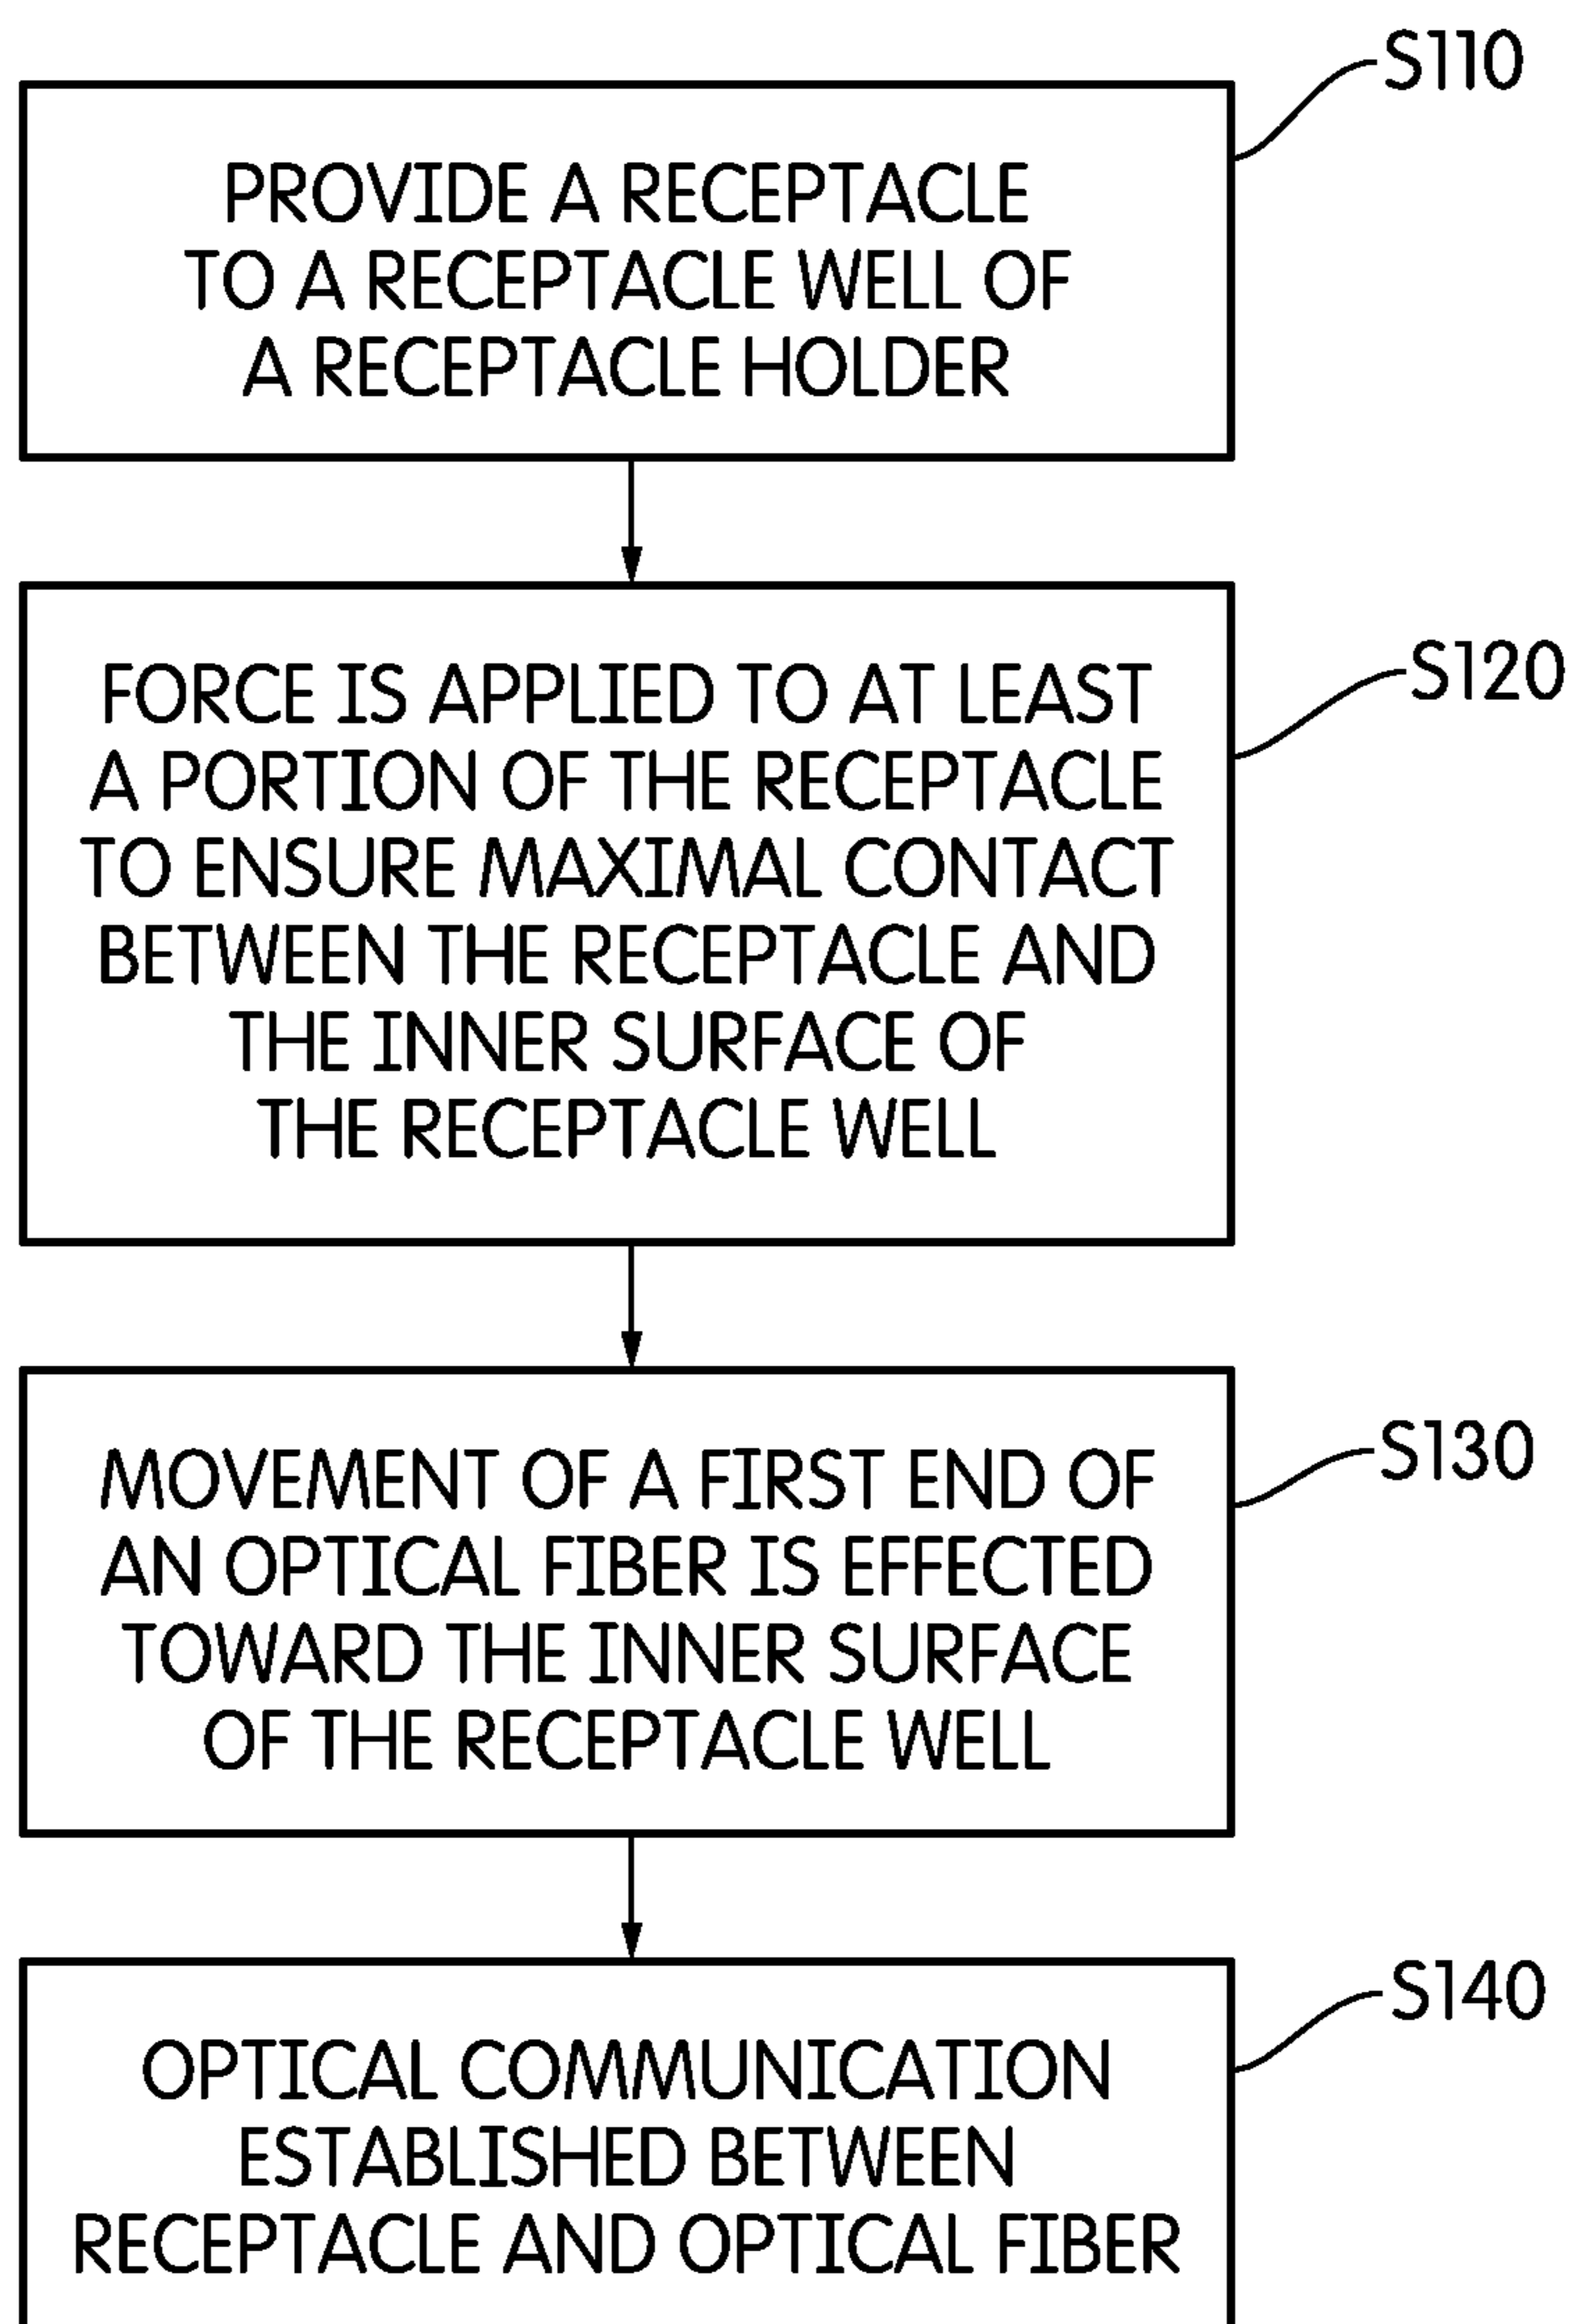 S110
PROVIDE A RECEPTACLE
TO A RECEPTACLE WELL OF
A RECEPTACLE HOLDER
S120
FORCE IS APPLIED TO AT LEAST
A PORTION OF THE RECEPTACLE
TO ENSURE MAXIMAL CONTACT
BETWEEN THE RECEPTACLE AND
THE INNER SURFACE OF
THE RECEPTACLE WELL
S130
MOVEMENT OF A FIRST END OF
AN OPTICAL FIBER IS EFFECTED
TOWARD THE INNER SURFACE
OF THE RECEPTACLE WELL
S140
OPTICAL COMMUNICATION
ESTABLISHED BETWEEN
RECEPTACLE AND OPTICAL FIBER